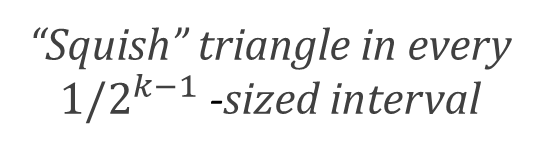 “Squish” triangle in every
1/2^{k−1} -sized interval